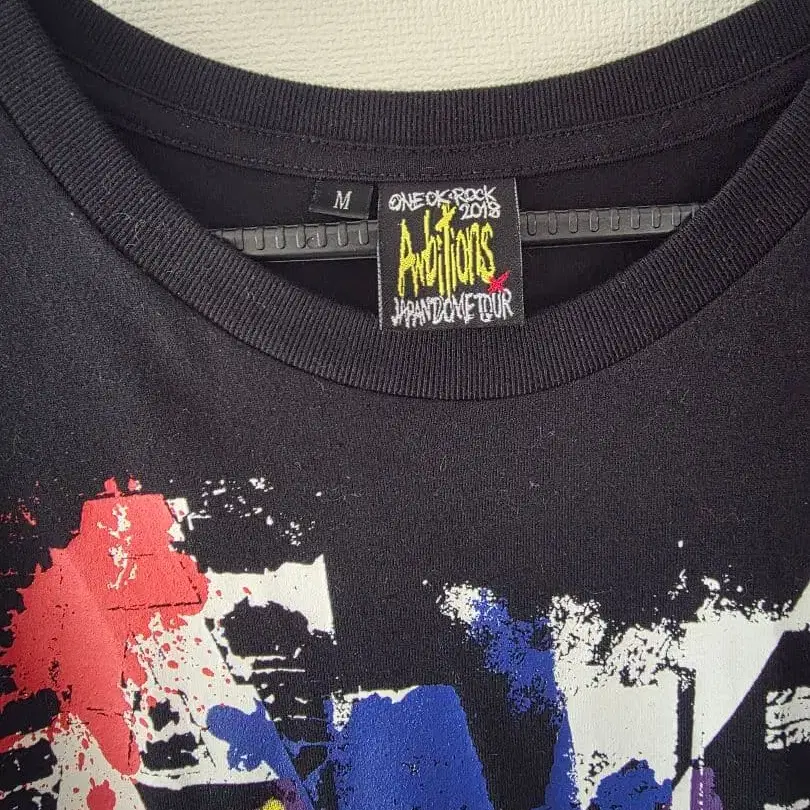 M
ONE OK ROCK
2018
Ambitions
JAPAN DOME TOUR